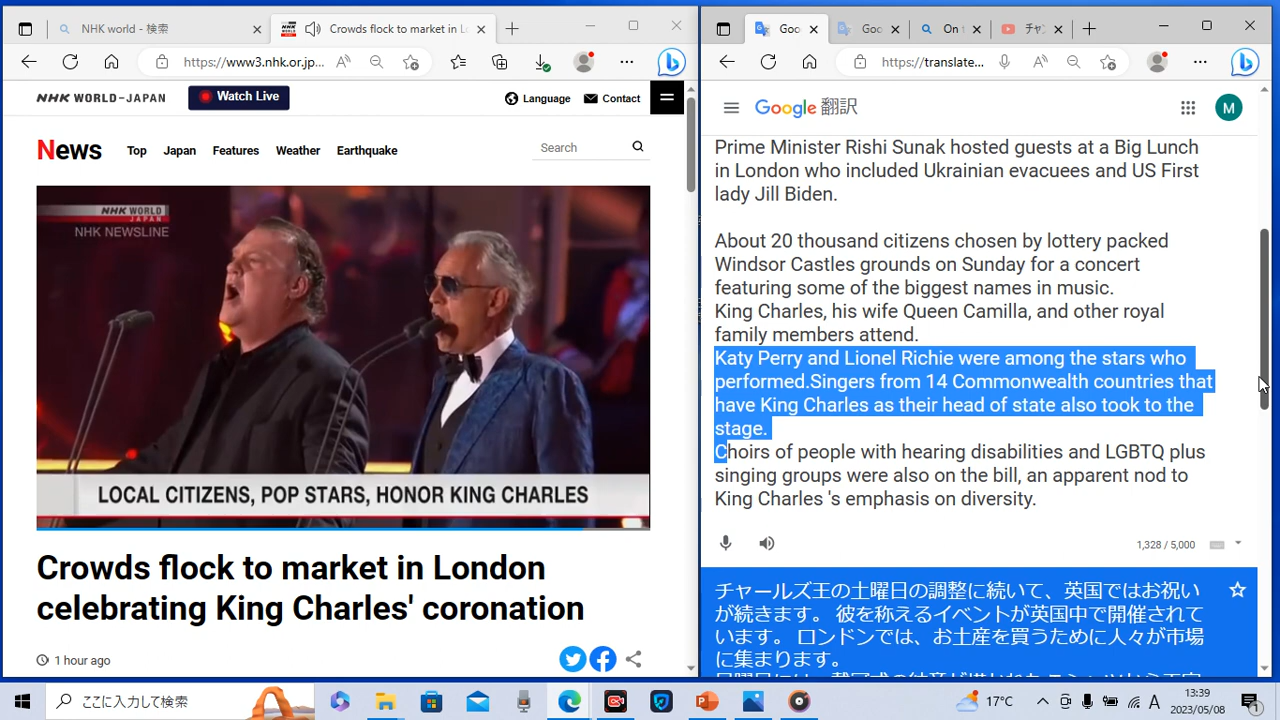 NHK world - 検索
Crowds flock to market in Lo
https://www3.nhk.or.jp...
NHK WORLD-JAPAN
Watch Live
Language
Contact
News
Top
Japan
Features
Weather
Earthquake
Search
NHK WORLD
JAPAN
NHK NEWSLINE
LOCAL CITIZENS, POP STARS, HONOR KING CHARLES
Crowds flock to market in London
celebrating King Charles' coronation
1 hour ago
Goo
Goo
On t
チャン
https://translate...
Google 翻訳
M
Prime Minister Rishi Sunak hosted guests at a Big Lunch
in London who included Ukrainian evacuees and US First
lady Jill Biden.
About 20 thousand citizens chosen by lottery packed
Windsor Castles grounds on Sunday for a concert
featuring some of the biggest names in music.
King Charles, his wife Queen Camilla, and other royal
family members attend.
Katy Perry and Lionel Richie were among the stars who
performed.Singers from 14 Commonwealth countries that
have King Charles as their head of state also took to the
stage.
Choirs of people with hearing disabilities and LGBTQ plus
singing groups were also on the bill, an apparent nod to
King Charles 's emphasis on diversity.
1,328 / 5,000
チャールズ王の土曜日の調整に続いて、英国ではお祝い
が続きます。 彼を称えるイベントが英国中で開催されて
います。 ロンドンでは、お土産を買うために人々が市場
に集まります。
ここに入力して検索
17°C
A
13:39
2023/05/08